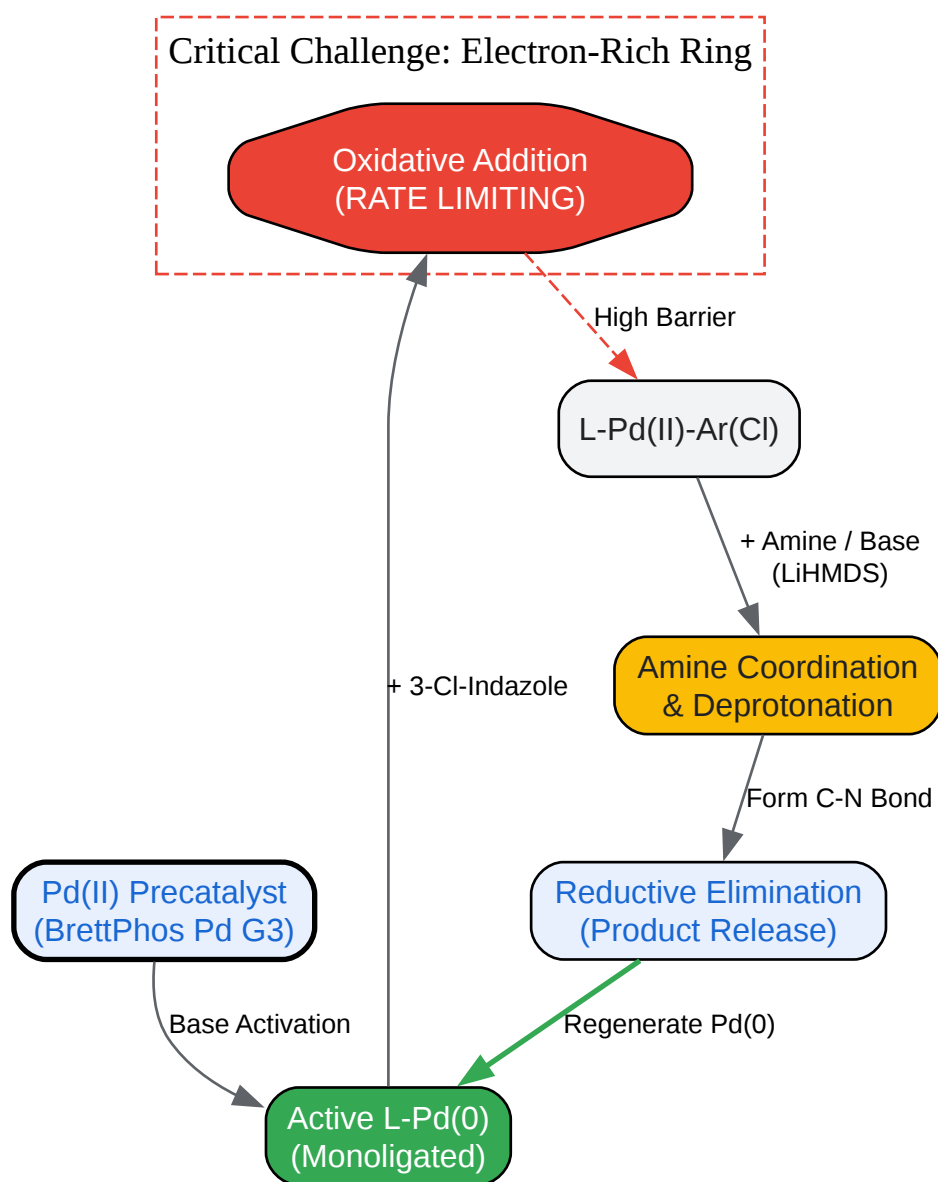 Critical Challenge: Electron-Rich Ring
Oxidative Addition
(RATE LIMITING)
High Barrier
L-Pd(II)-Ar(Cl)
+ Amine / Base
(LiHMDS)
+ 3-Cl-Indazole
Amine Coordination
& Deprotonation
Form C-N Bond
Pd(II) Precatalyst
(BrettPhos Pd G3)
Reductive Elimination
(Product Release)
Base Activation
Regenerate Pd(0)
Active L-Pd(0)
(Monoligated)